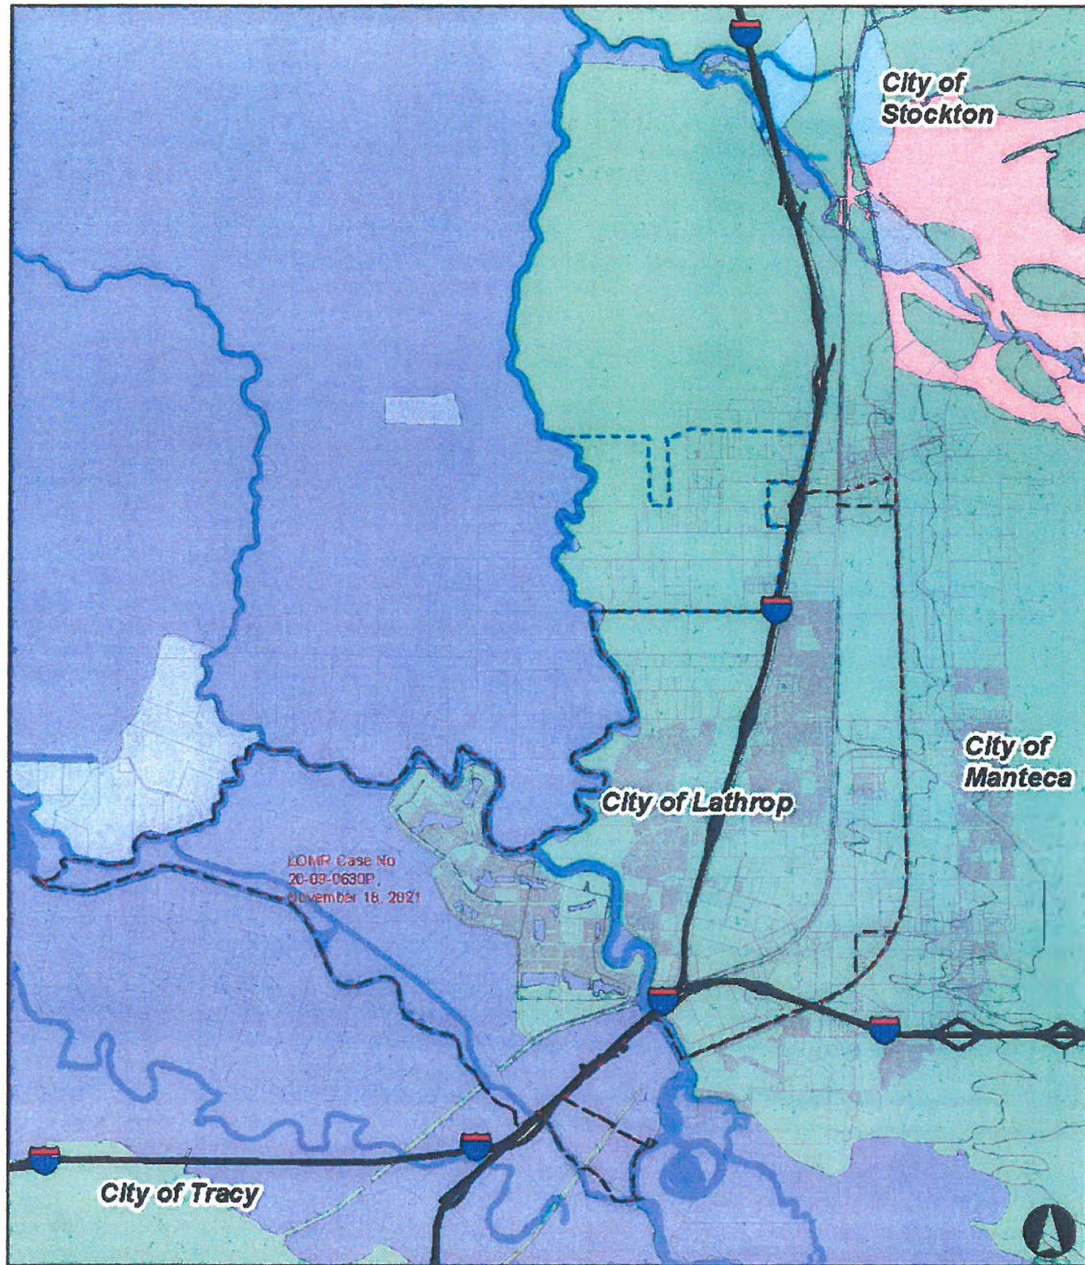 City of
Stockton
City of
Manteca
City of Lathrop
LOMR Case No
20-09-0630P,
November 18, 2021
City of Tracy